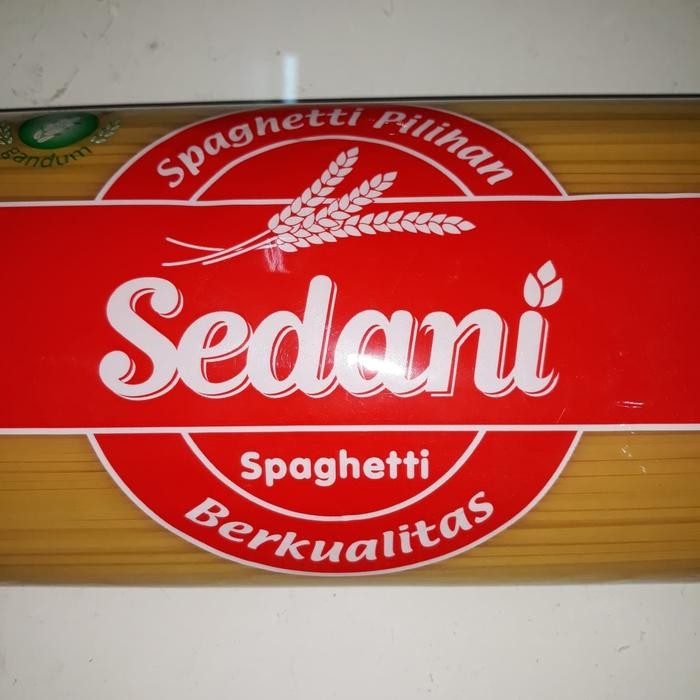 gandum
Spaghetti Pilihan
Sedani
Spaghetti
Berkualitas